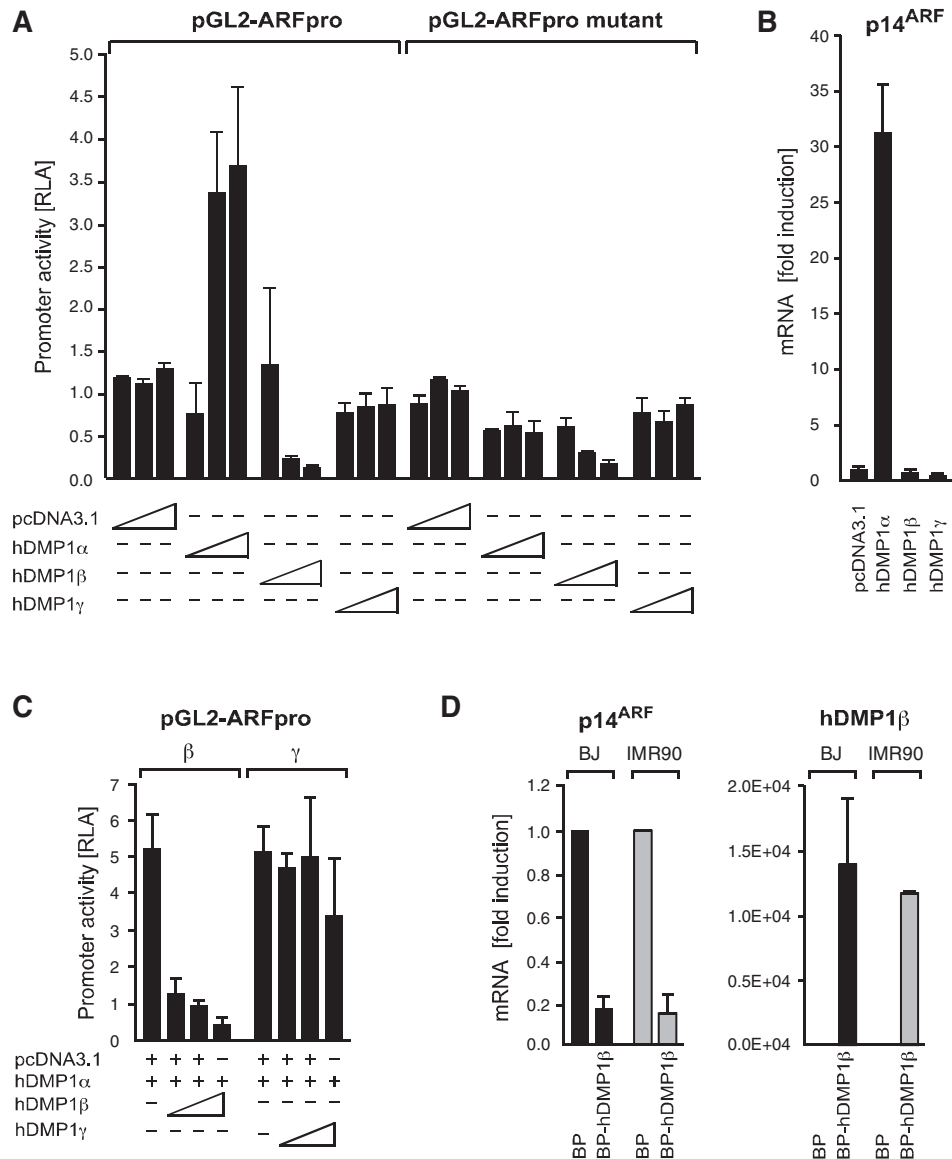 A
pGL2-ARFpro
pGL2-ARFpro mutant
Promoter activity [RLA]
5.0
4.5
4.0
3.5
3.0
2.5
2.0
1.5
1.0
0.5
0.0
pcDNA3.1 – – – – – – – – – – – – – – – – – –
hDMP1α – – – – – – – – – – – – – – – – – –
hDMP1β – – – – – – – – – – – – – – – – – –
hDMP1γ – – – – – – – – – – – – – – – – – –
B
p14ARF
mRNA [fold induction]
40
35
30
25
20
15
10
5
0
pcDNA3.1
hDMP1α
hDMP1β
hDMP1γ
C
pGL2-ARFpro
β γ
Promoter activity [RLA]
7
6
5
4
3
2
1
0
pcDNA3.1 + + + – + + + –
hDMP1α + + + + + + + +
hDMP1β – – – – –
hDMP1γ – – – – –
D
p14ARF
BJ IMR90
mRNA [fold induction]
1.2
1.0
0.8
0.6
0.4
0.2
0.0
BP
BP-hDMP1β
BP
BP-hDMP1β
hDMP1β
BJ IMR90
2.0E+04
1.5E+04
1.0E+04
0.5E+04
0.0E+04
BP
BP-hDMP1β
BP
BP-hDMP1β